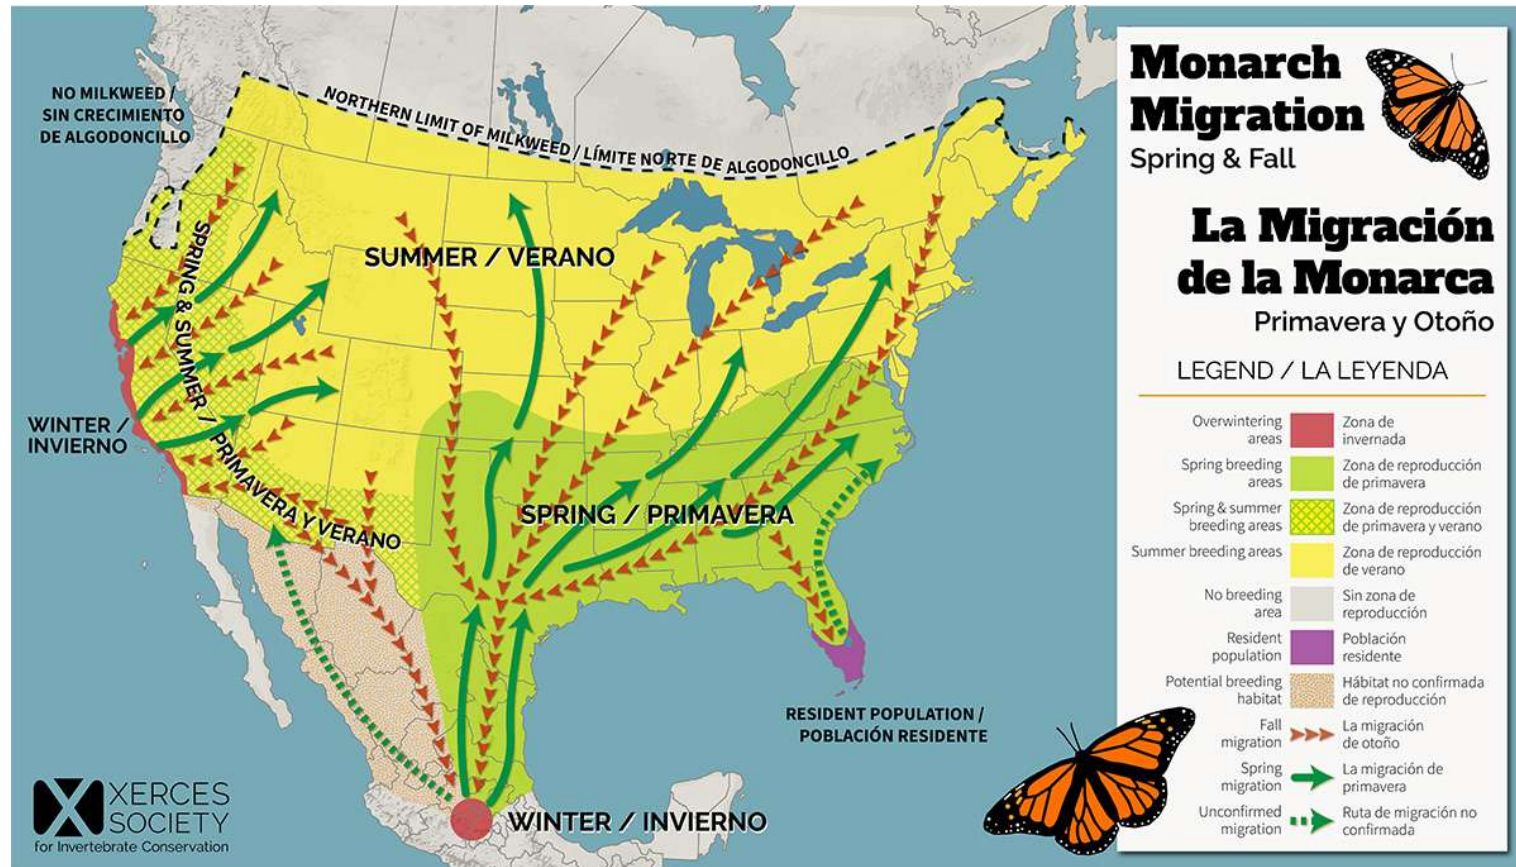 NO MILKWEED /
SIN CRECIMIENTO
DE ALGODONCILLO
NORTHERN LIMIT OF MILKWEED / LÍMITE NORTE DE ALGODONCILLO
SUMMER / VERANO
SPRING & SUMMER / PRIMAVERA Y VERANO
WINTER /
INVIERNO
SPRING / PRIMAVERA
RESIDENT POPULATION /
POBLACIÓN RESIDENTE
WINTER / INVIERNO
XERCES
SOCIETY
for Invertebrate Conservation
Monarch
Migration
Spring & Fall
La Migración
de la Monarca
Primavera y Otoño
LEGEND / LA LEYENDA
Overwintering
areas
Zona de
invernada
Spring breeding
areas
Zona de reproducción
de primavera
Spring & summer
breeding areas
Zona de reproducción
de primavera y verano
Summer breeding areas
Zona de reproducción
de verano
No breeding
area
Sin zona de
reproducción
Resident
population
Población
residente
Potential breeding
habitat
Hábitat no confirmada
de reproducción
Fall
migration
La migración
de otoño
Spring
migration
La migración de
primavera
Unconfirmed
migration
Ruta de migración no
confirmada